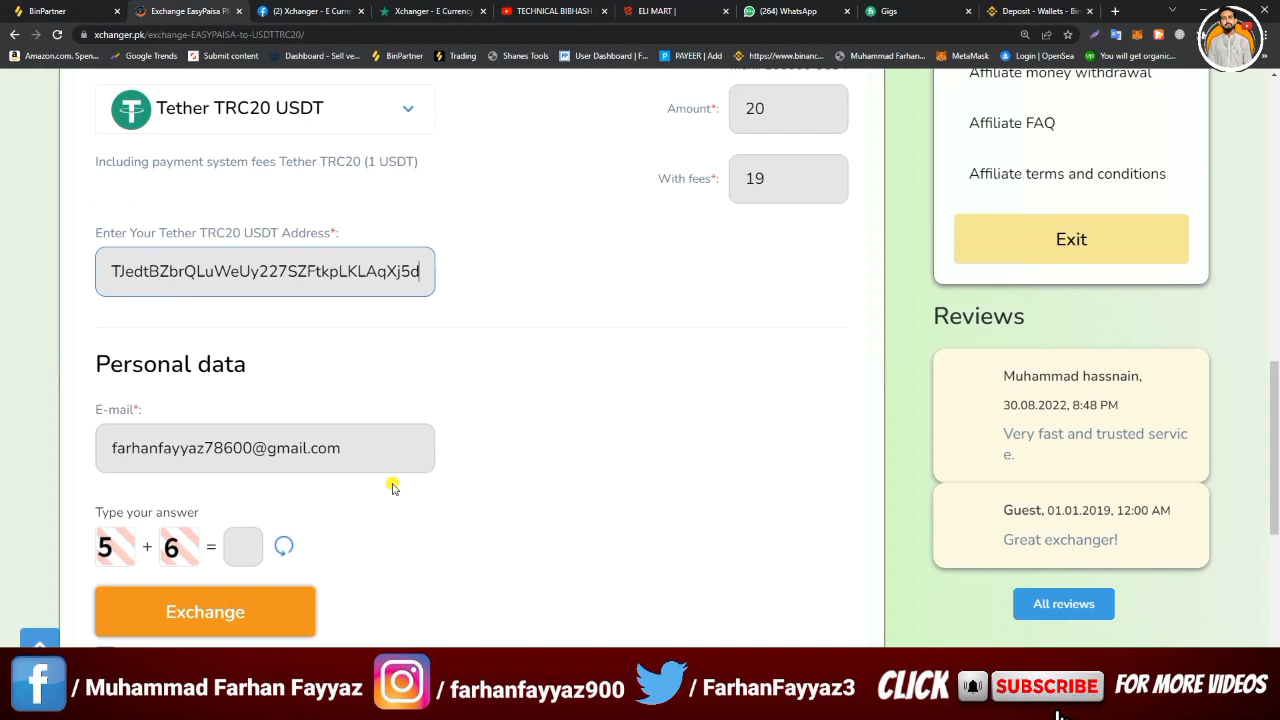 BinPartner
Exchange EasyPaisa PK
(2) Xchanger - E Curren
Xchanger - E Currency
TECHNICAL BIBHASH
ELI MART |
(264) WhatsApp
Gigs
Deposit - Wallets - Bin
xchanger.pk/exchange-EASYPAISA-to-USDTTRC20/
Amazon.com. Spen...
Google Trends
Submit content
Dashboard - Sell ve...
BinPartner
Trading
Shanes Tools
User Dashboard | F...
PAYEER | Add
https://www.binanc...
Muhammad Farhan...
MetaMask
Login | OpenSea
You will get organic...
Tether TRC20 USDT
Amount*:
20
Including payment system fees Tether TRC20 (1 USDT)
With fees*:
19
Enter Your Tether TRC20 USDT Address*:
TJedtBZbrQLuWeUy227SZFtkpLKLAqXj5d
Personal data
E-mail*:
farhanfayyaz78600@gmail.com
Type your answer
5 + 6 =
Exchange
Affiliate money withdrawal
Affiliate FAQ
Affiliate terms and conditions
Exit
Reviews
Muhammad hassnain,
30.08.2022, 8:48 PM
Very fast and trusted servic
e.
Guest, 01.01.2019, 12:00 AM
Great exchanger!
All reviews
/ Muhammad Farhan Fayyaz
/ farhanfayyaz900
/ FarhanFayyaz3
CLICK SUBSCRIBE FOR MORE VIDEOS